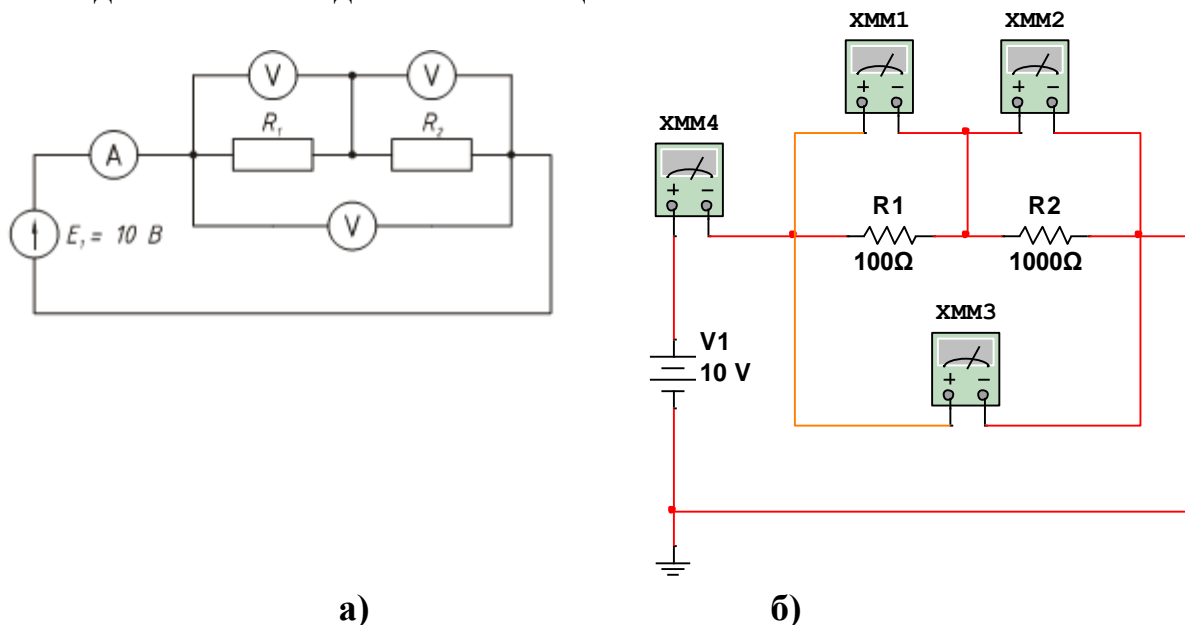 XMM1
XMM2
V
V
R₁
R₂
XMM4
A
E₁ = 10 В
V
R1
R2
100Ω
1000Ω
XMM3
V1
10 V
а)
б)